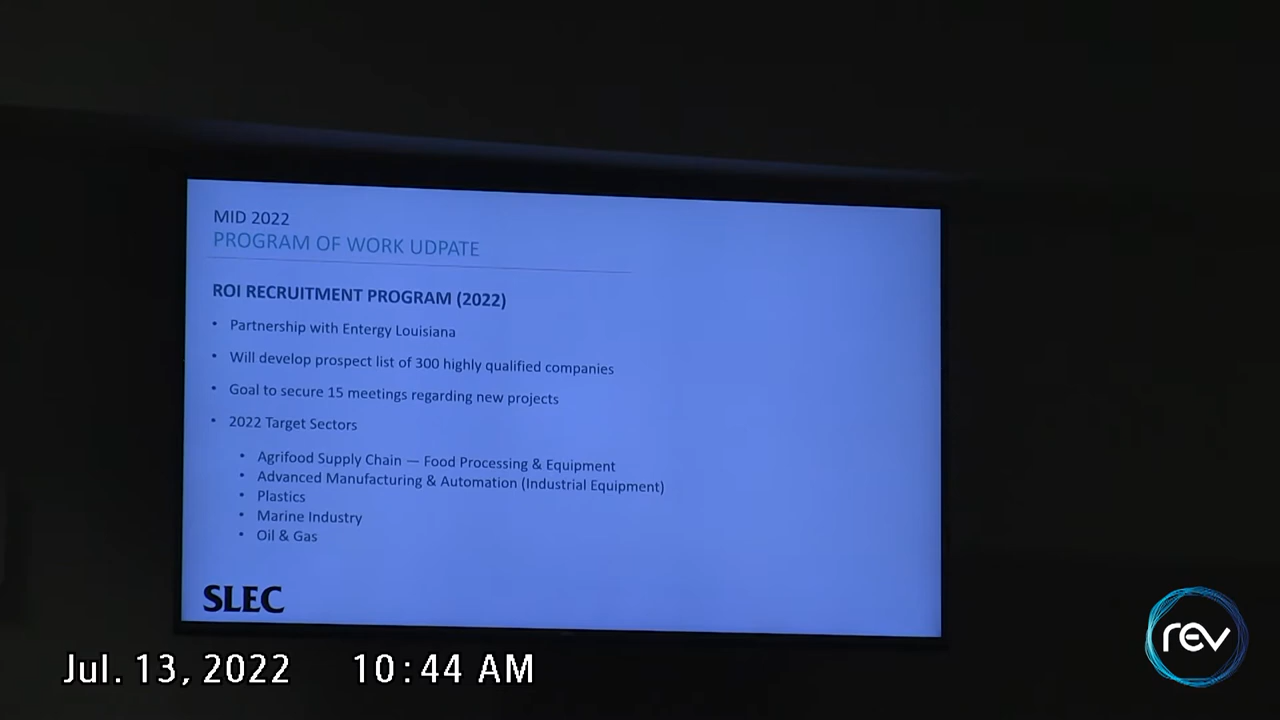 MID 2022
PROGRAM OF WORK UDPATE
ROI RECRUITMENT PROGRAM (2022)
• Partnership with Entergy Louisiana
• Will develop prospect list of 300 highly qualified companies
• Goal to secure 15 meetings regarding new projects
• 2022 Target Sectors
• Agrifood Supply Chain — Food Processing & Equipment
• Advanced Manufacturing & Automation (Industrial Equipment)
• Plastics
• Marine Industry
• Oil & Gas
SLEC
Jul. 13, 2022 10:44 AM
rev